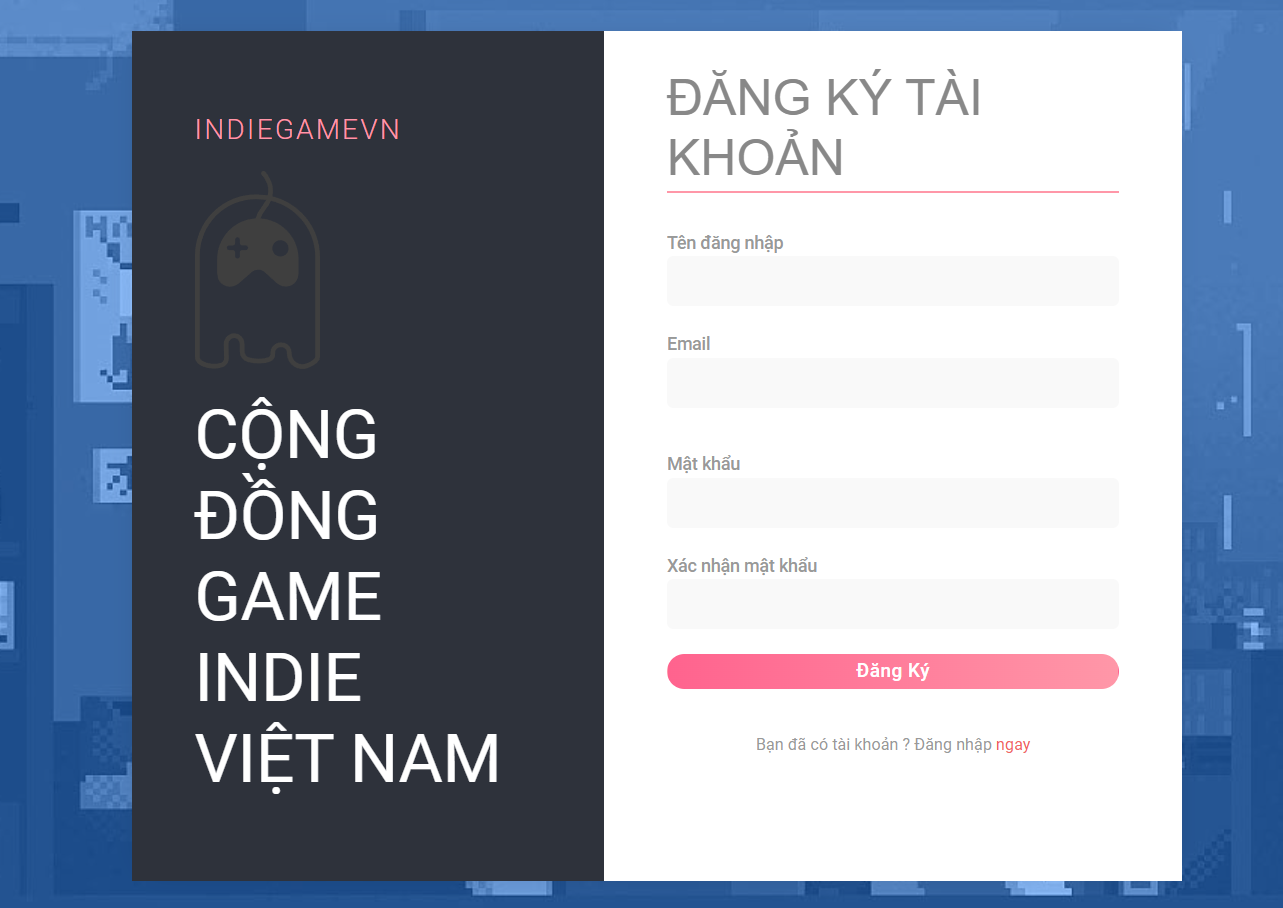 INDIEGAMEVN
CỘNG
ĐỒNG
GAME
INDIE
VIỆT NAM
ĐĂNG KÝ TÀI
KHOẢN
Tên đăng nhập
Email
Mật khẩu
Xác nhận mật khẩu
Đăng Ký
Bạn đã có tài khoản ? Đăng nhập ngay